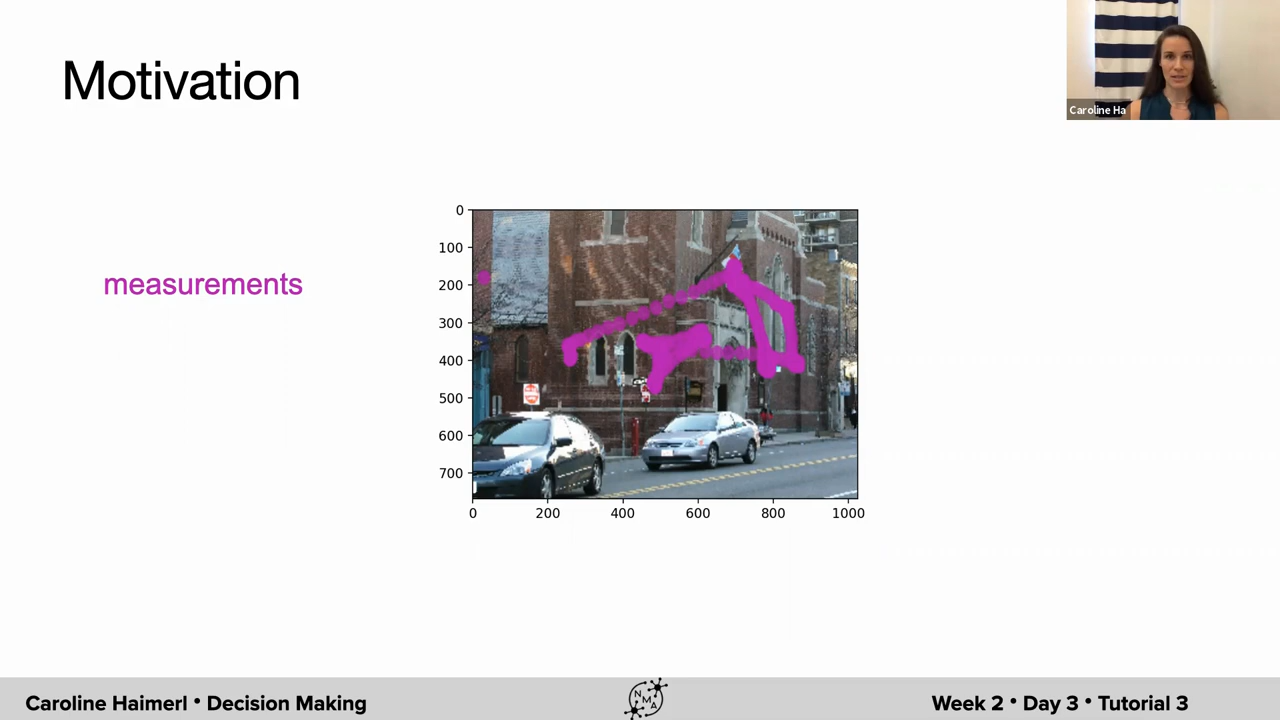 Motivation
Caroline Ha
measurements
0
100
200
300
400
500
600
700
0 200 400 600 800 1000
Caroline Haimerl • Decision Making
NMA
Week 2 • Day 3 • Tutorial 3